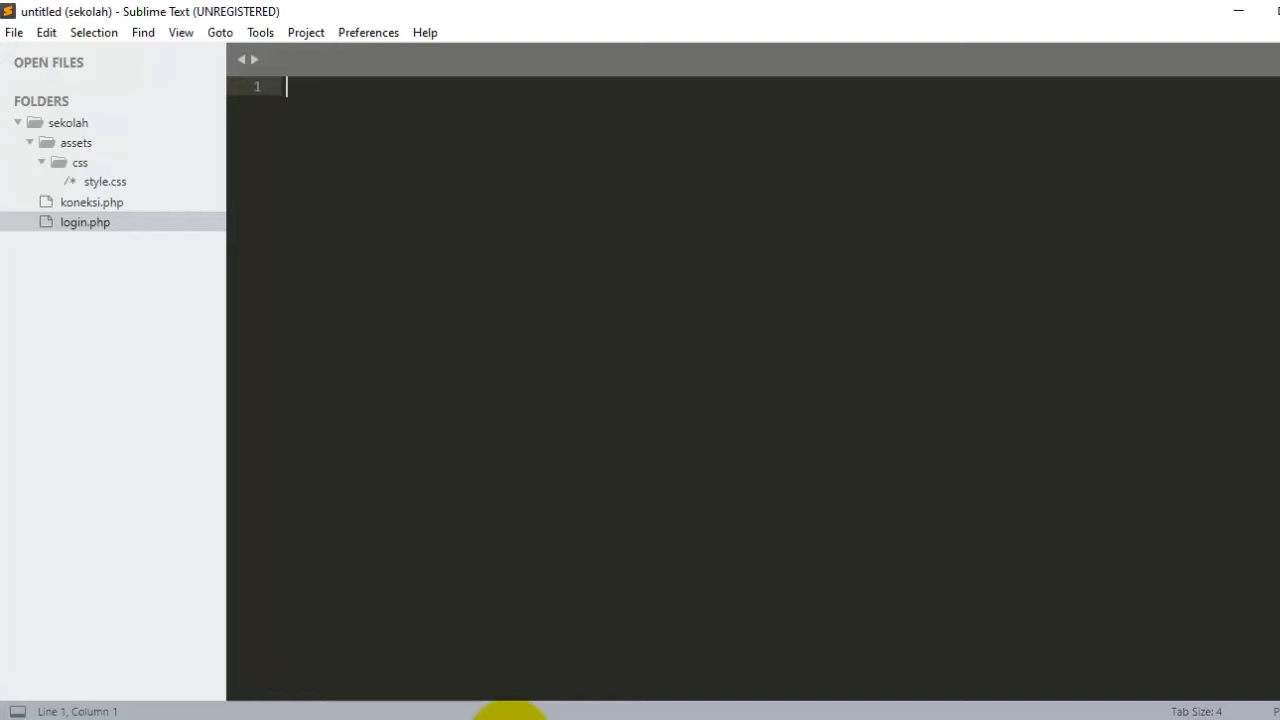 untitled (sekolah) - Sublime Text (UNREGISTERED)
File Edit Selection Find View Goto Tools Project Preferences Help
OPEN FILES
FOLDERS
sekolah
assets
css
/* style.css
koneksi.php
login.php
1
Line 1, Column 1
Tab Size: 4